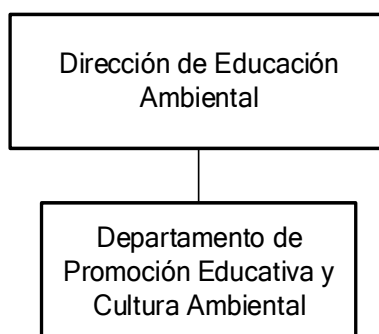 Dirección de Educación
Ambiental
Departamento de
Promoción Educativa y
Cultura Ambiental